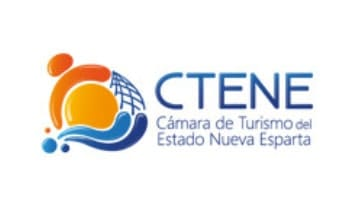 CTENE
Cámara de Turismo del
Estado Nueva Esparta